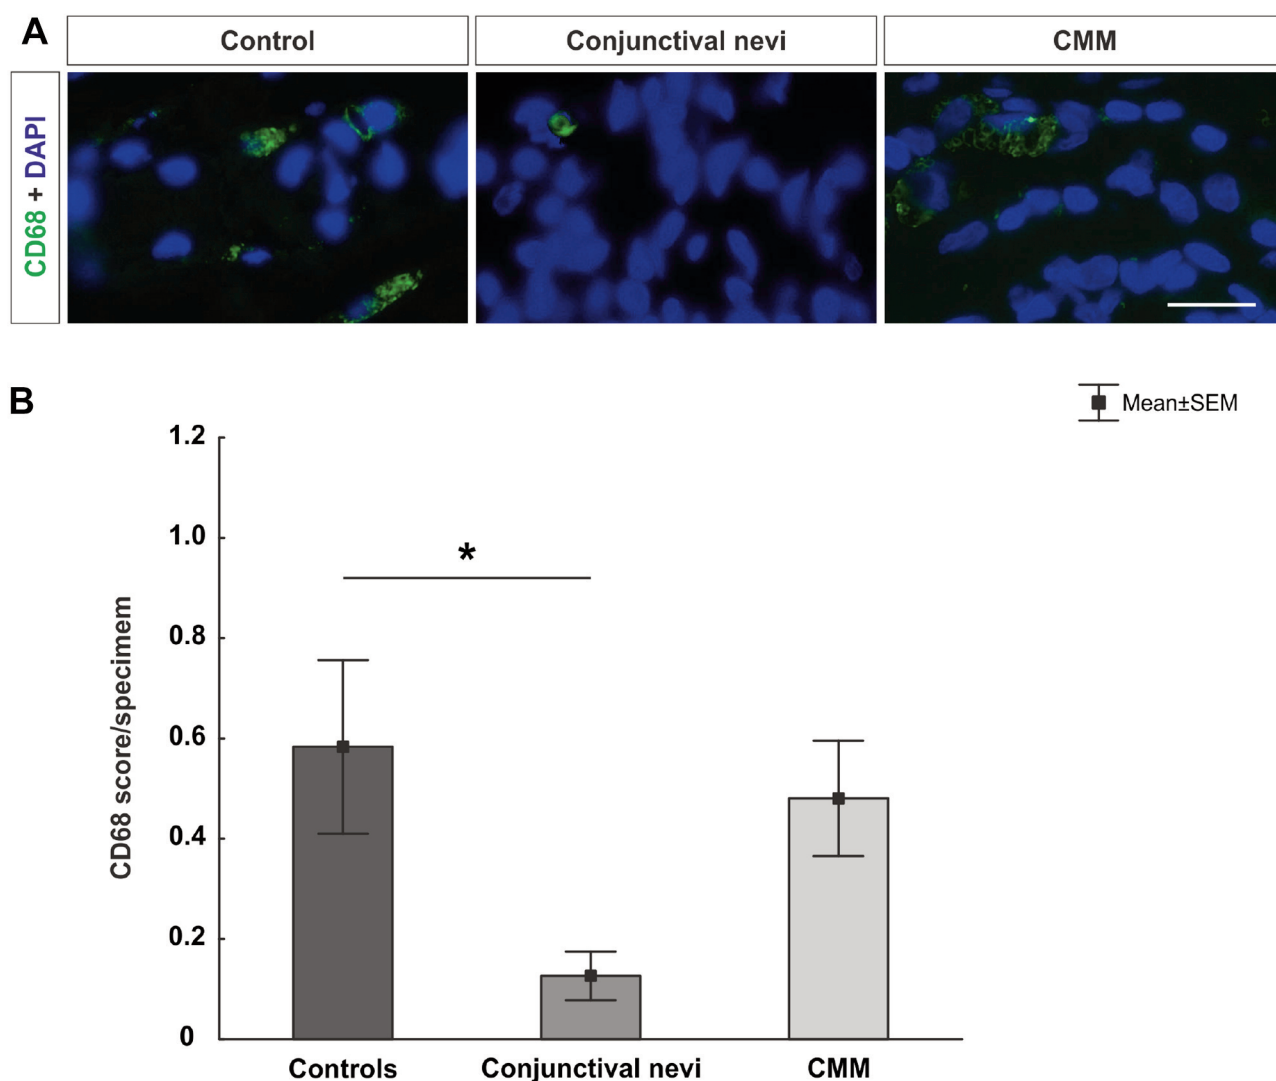 A
Control
Conjunctival nevi
CMM
CD68 + DAPI
B
Mean±SEM
1.2
1.0
0.8
0.6
0.4
0.2
0
CD68 score/specimem
*
Controls
Conjunctival nevi
CMM